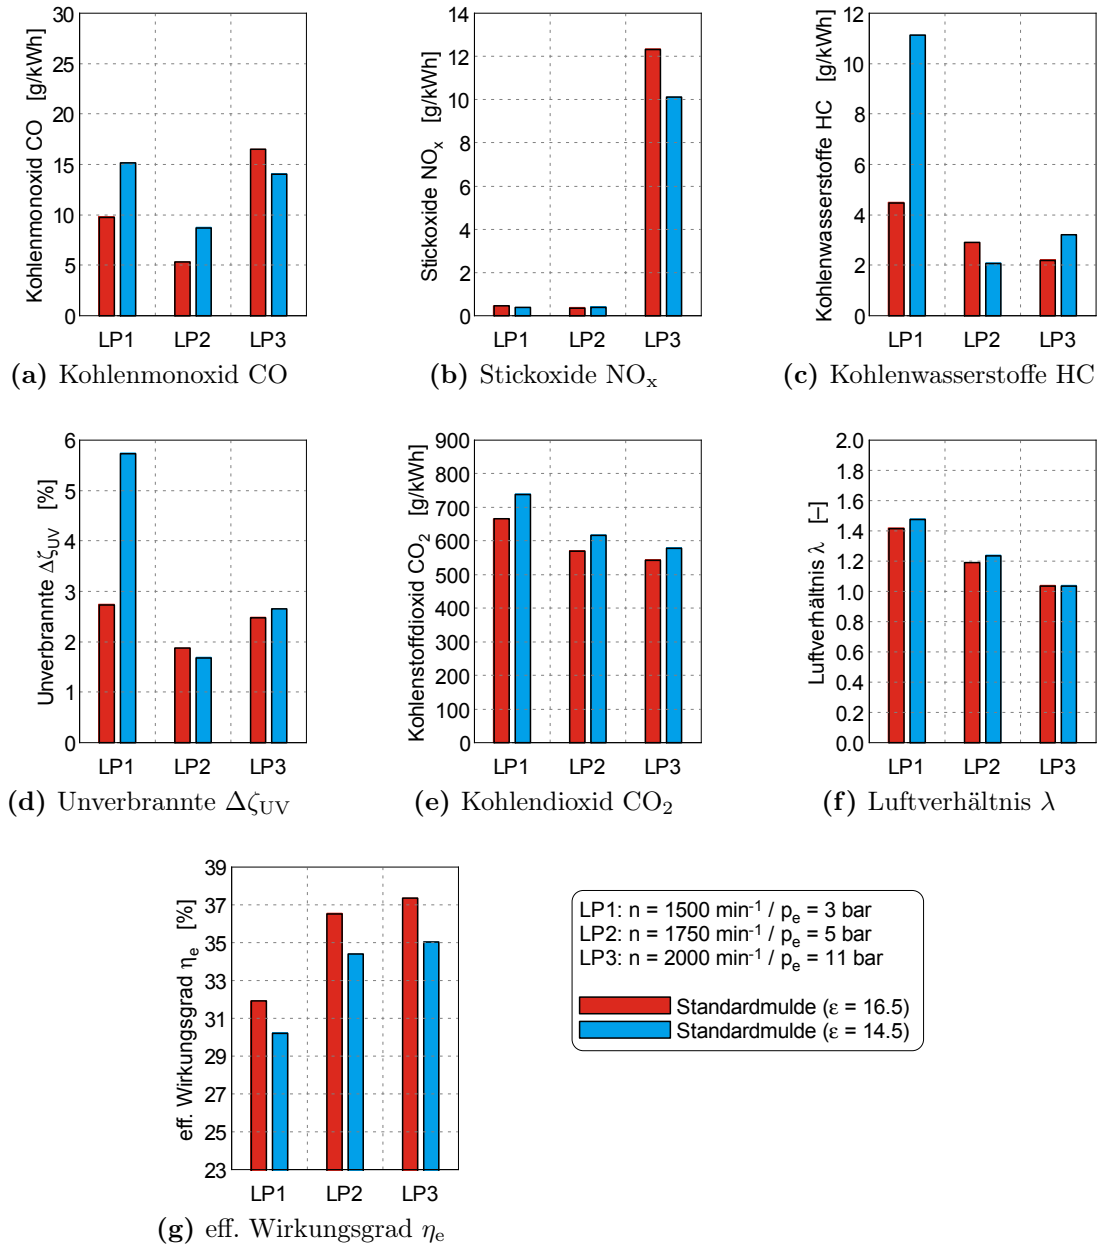 Kohlenmonoxid CO [g/kWh]
30
25
20
15
10
5
0
LP1 LP2 LP3
(a) Kohlenmonoxid CO
Stickoxide NOx [g/kWh]
14
12
10
8
6
4
2
0
LP1 LP2 LP3
(b) Stickoxide NOx
Kohlenwasserstoffe HC [g/kWh]
12
10
8
6
4
2
0
LP1 LP2 LP3
(c) Kohlenwasserstoffe HC
Unverbrannte ΔζUV [%]
6
5
4
3
2
1
0
LP1 LP2 LP3
(d) Unverbrannte ΔζUV
Kohlenstoffdioxid CO2 [g/kWh]
900
800
700
600
500
400
300
200
100
0
LP1 LP2 LP3
(e) Kohlendioxid CO2
Luftverhältnis λ [–]
2.0
1.8
1.6
1.4
1.2
1.0
0.8
0.6
0.4
0.2
0.0
LP1 LP2 LP3
(f) Luftverhältnis λ
eff. Wirkungsgrad ηe [%]
39
37
35
33
31
29
27
25
23
LP1 LP2 LP3
(g) eff. Wirkungsgrad ηe
LP1: n = 1500 min-1 / pe = 3 bar
LP2: n = 1750 min-1 / pe = 5 bar
LP3: n = 2000 min-1 / pe = 11 bar
Standardmulde (ε = 16.5)
Standardmulde (ε = 14.5)